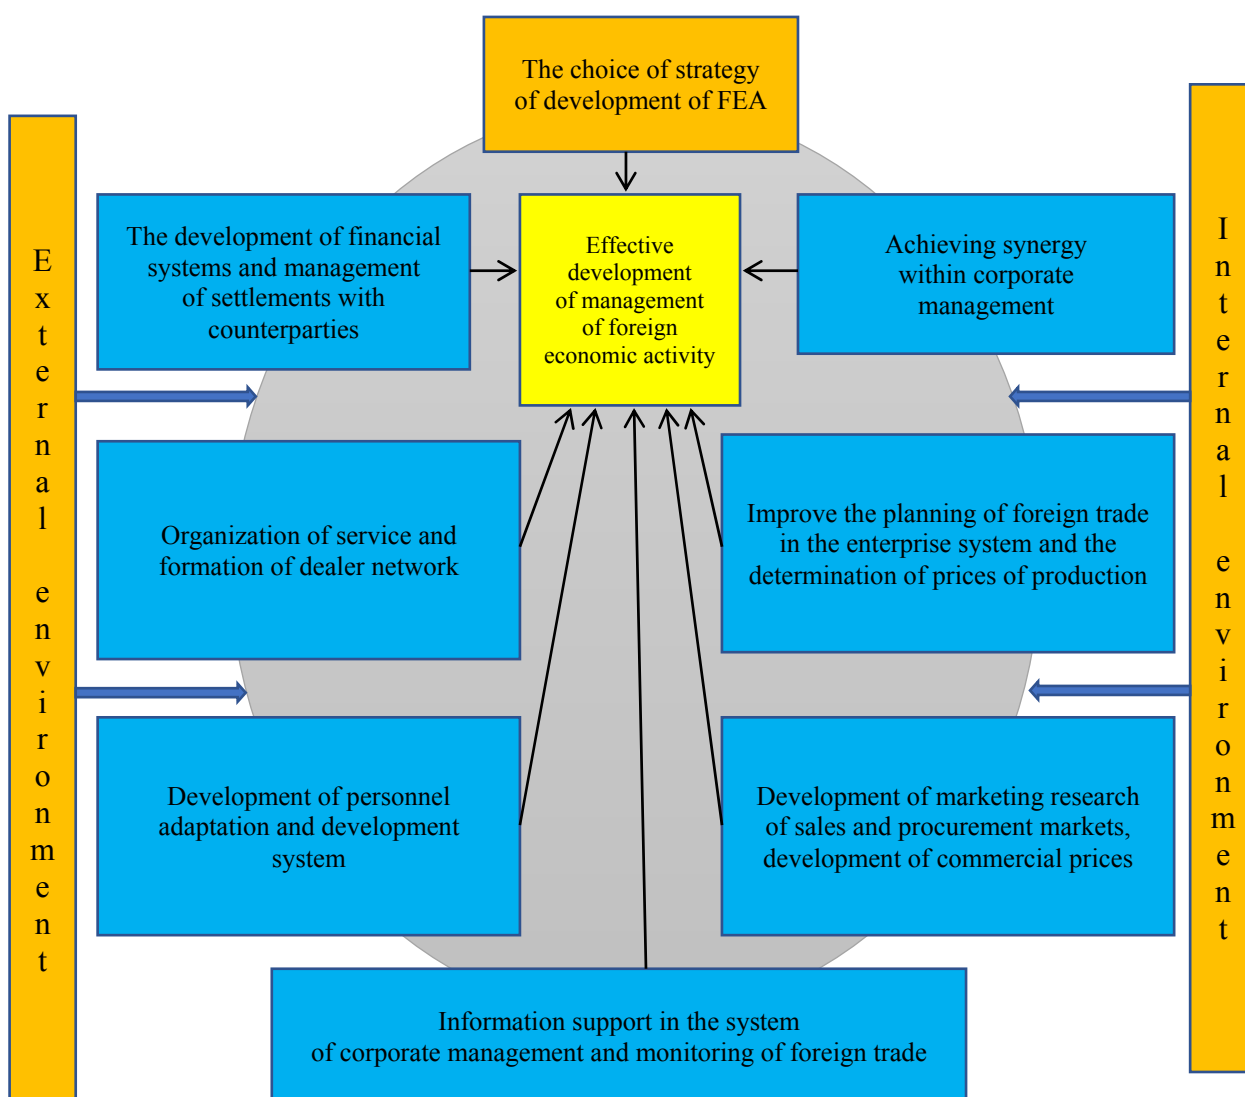 The choice of strategy
of development of FEA
External environment
The development of financial
systems and management
of settlements with
counterparties
Effective
development
of management
of foreign
economic activity
Achieving synergy
within corporate
management
Internal environment
Organization of service and
formation of dealer network
Improve the planning of foreign trade
in the enterprise system and the
determination of prices of production
Development of personnel
adaptation and development
system
Development of marketing research
of sales and procurement markets,
development of commercial prices
Information support in the system
of corporate management and monitoring of foreign trade